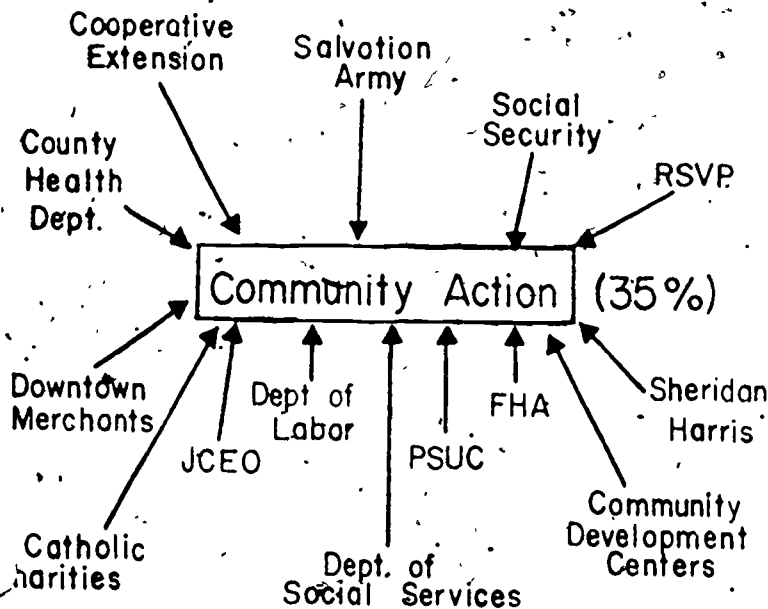 Cooperative
Extension
Salvation
Army
Social
Security
County
Health
Dept.
RSVP
Community Action (35%)
Downtown
Merchants
Dept of
Labor
FHA
Sheridan
Harris
JCEO
PSUC
Community
Development
Centers
Catholic
harities
Dept. of
Social Services